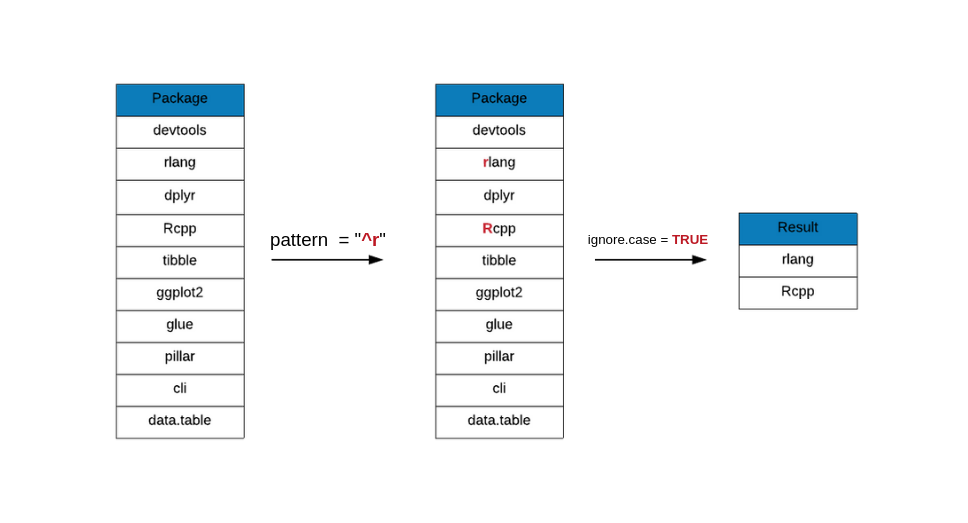 Package
devtools
rlang
dplyr
Rcpp
tibble
ggplot2
glue
pillar
cli
data.table
pattern = "^r"
Package
devtools
rlang
dplyr
Rcpp
tibble
ggplot2
glue
pillar
cli
data.table
ignore.case = TRUE
Result
rlang
Rcpp